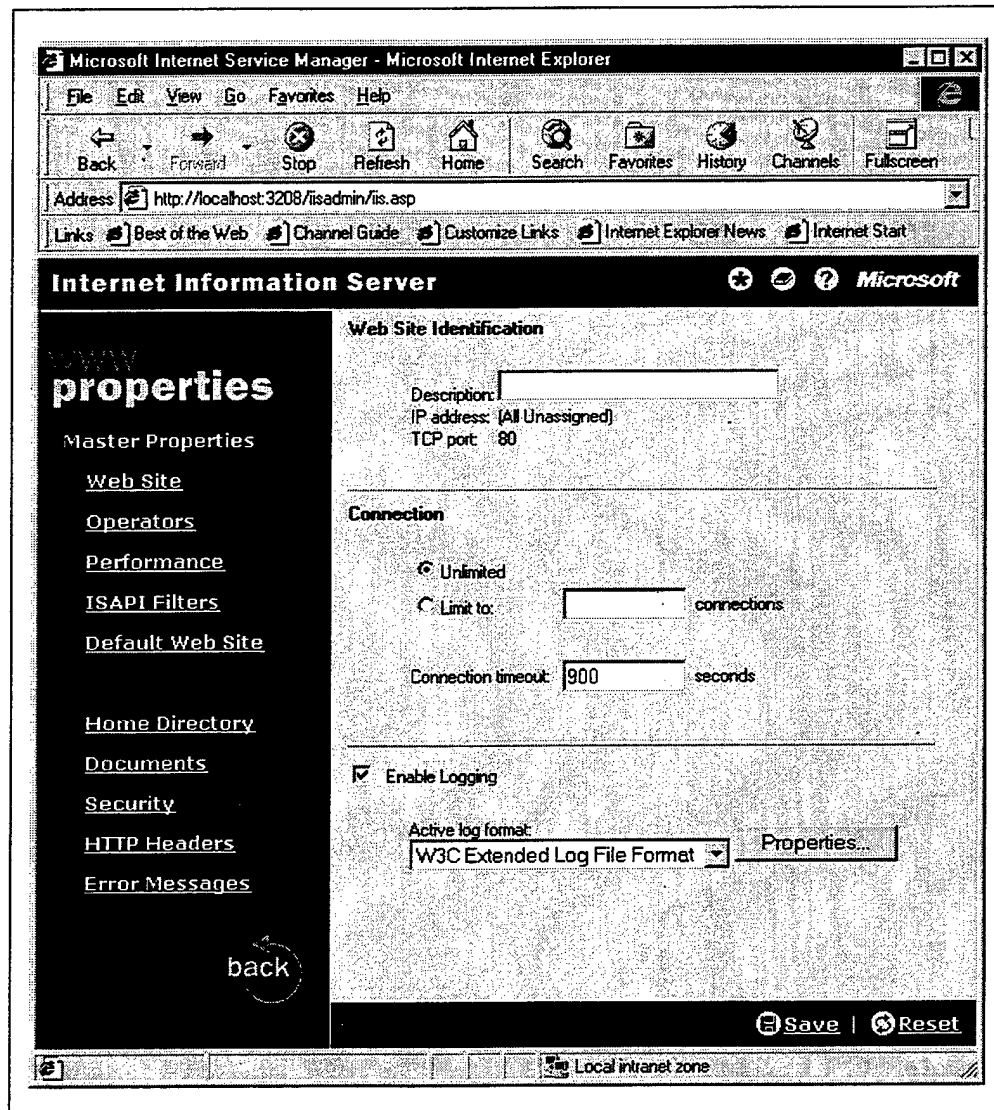 Microsoft Internet Service Manager - Microsoft Internet Explorer
File Edit View Go Favorites Help
Back Forward Stop Refresh Home Search Favorites History Channels Fullscreen
Address http://localhost:3208/iisadmin/iis.asp
Links Best of the Web Channel Guide Customize Links Internet Explorer News Internet Start
Internet Information Server Microsoft
www
properties
Master Properties
Web Site
Operators
Performance
ISAPI Filters
Default Web Site
Home Directory
Documents
Security
HTTP Headers
Error Messages
back
Web Site Identification
Description:
IP address: (All Unassigned)
TCP port: 80
Connection
Unlimited
Limit to: connections
Connection timeout: 900 seconds
Enable Logging
Active log format:
W3C Extended Log File Format Properties...
Save | Reset
Local intranet zone